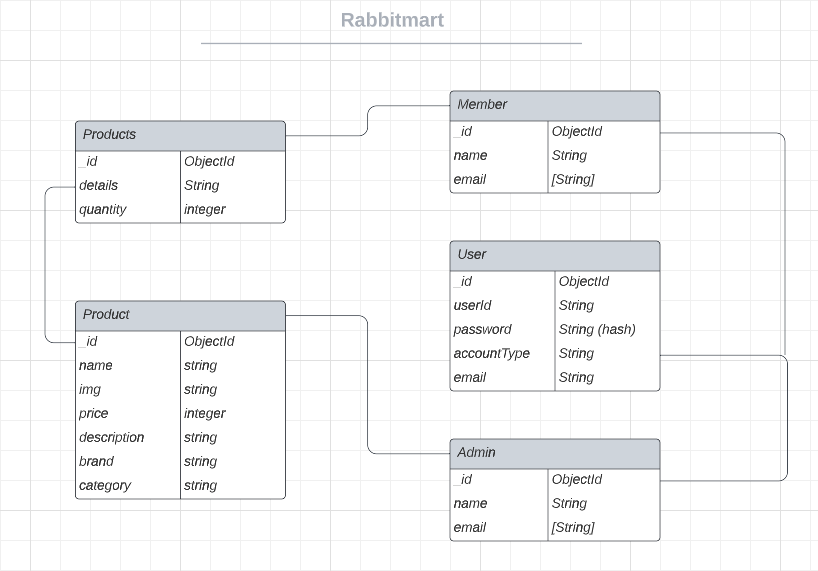 Rabbitmart
Products
_id ObjectId
details String
quantity integer
Product
_id ObjectId
name string
img string
price integer
description string
brand string
category string
Member
_id ObjectId
name String
email [String]
User
_id ObjectId
userId String
password String (hash)
accountType String
email String
Admin
_id ObjectId
name String
email [String]